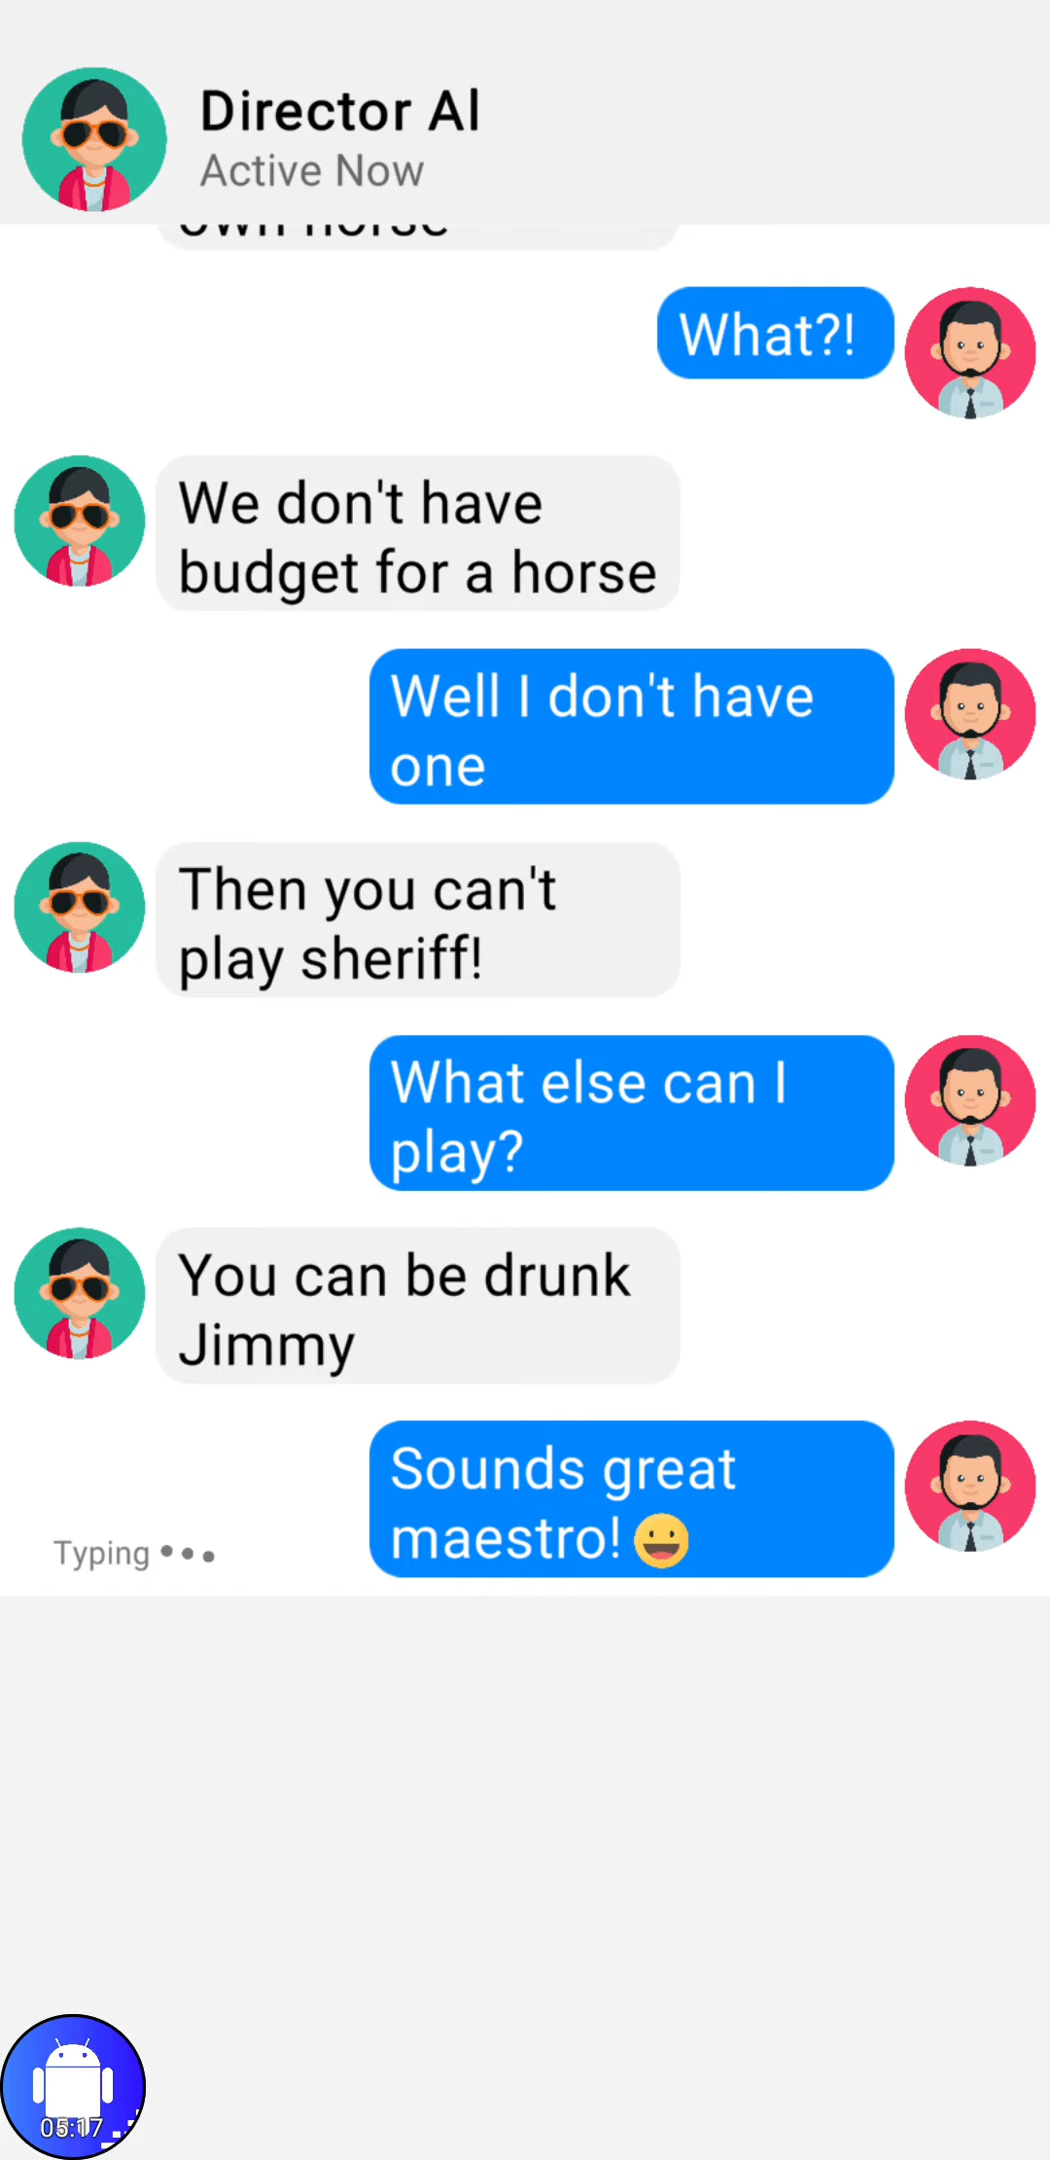 Director Al
Active Now
own horse
What?!
We don't have
budget for a horse
Well I don't have
one
Then you can't
play sheriff!
What else can I
play?
You can be drunk
Jimmy
Sounds great
maestro!😀
Typing •••
05:17